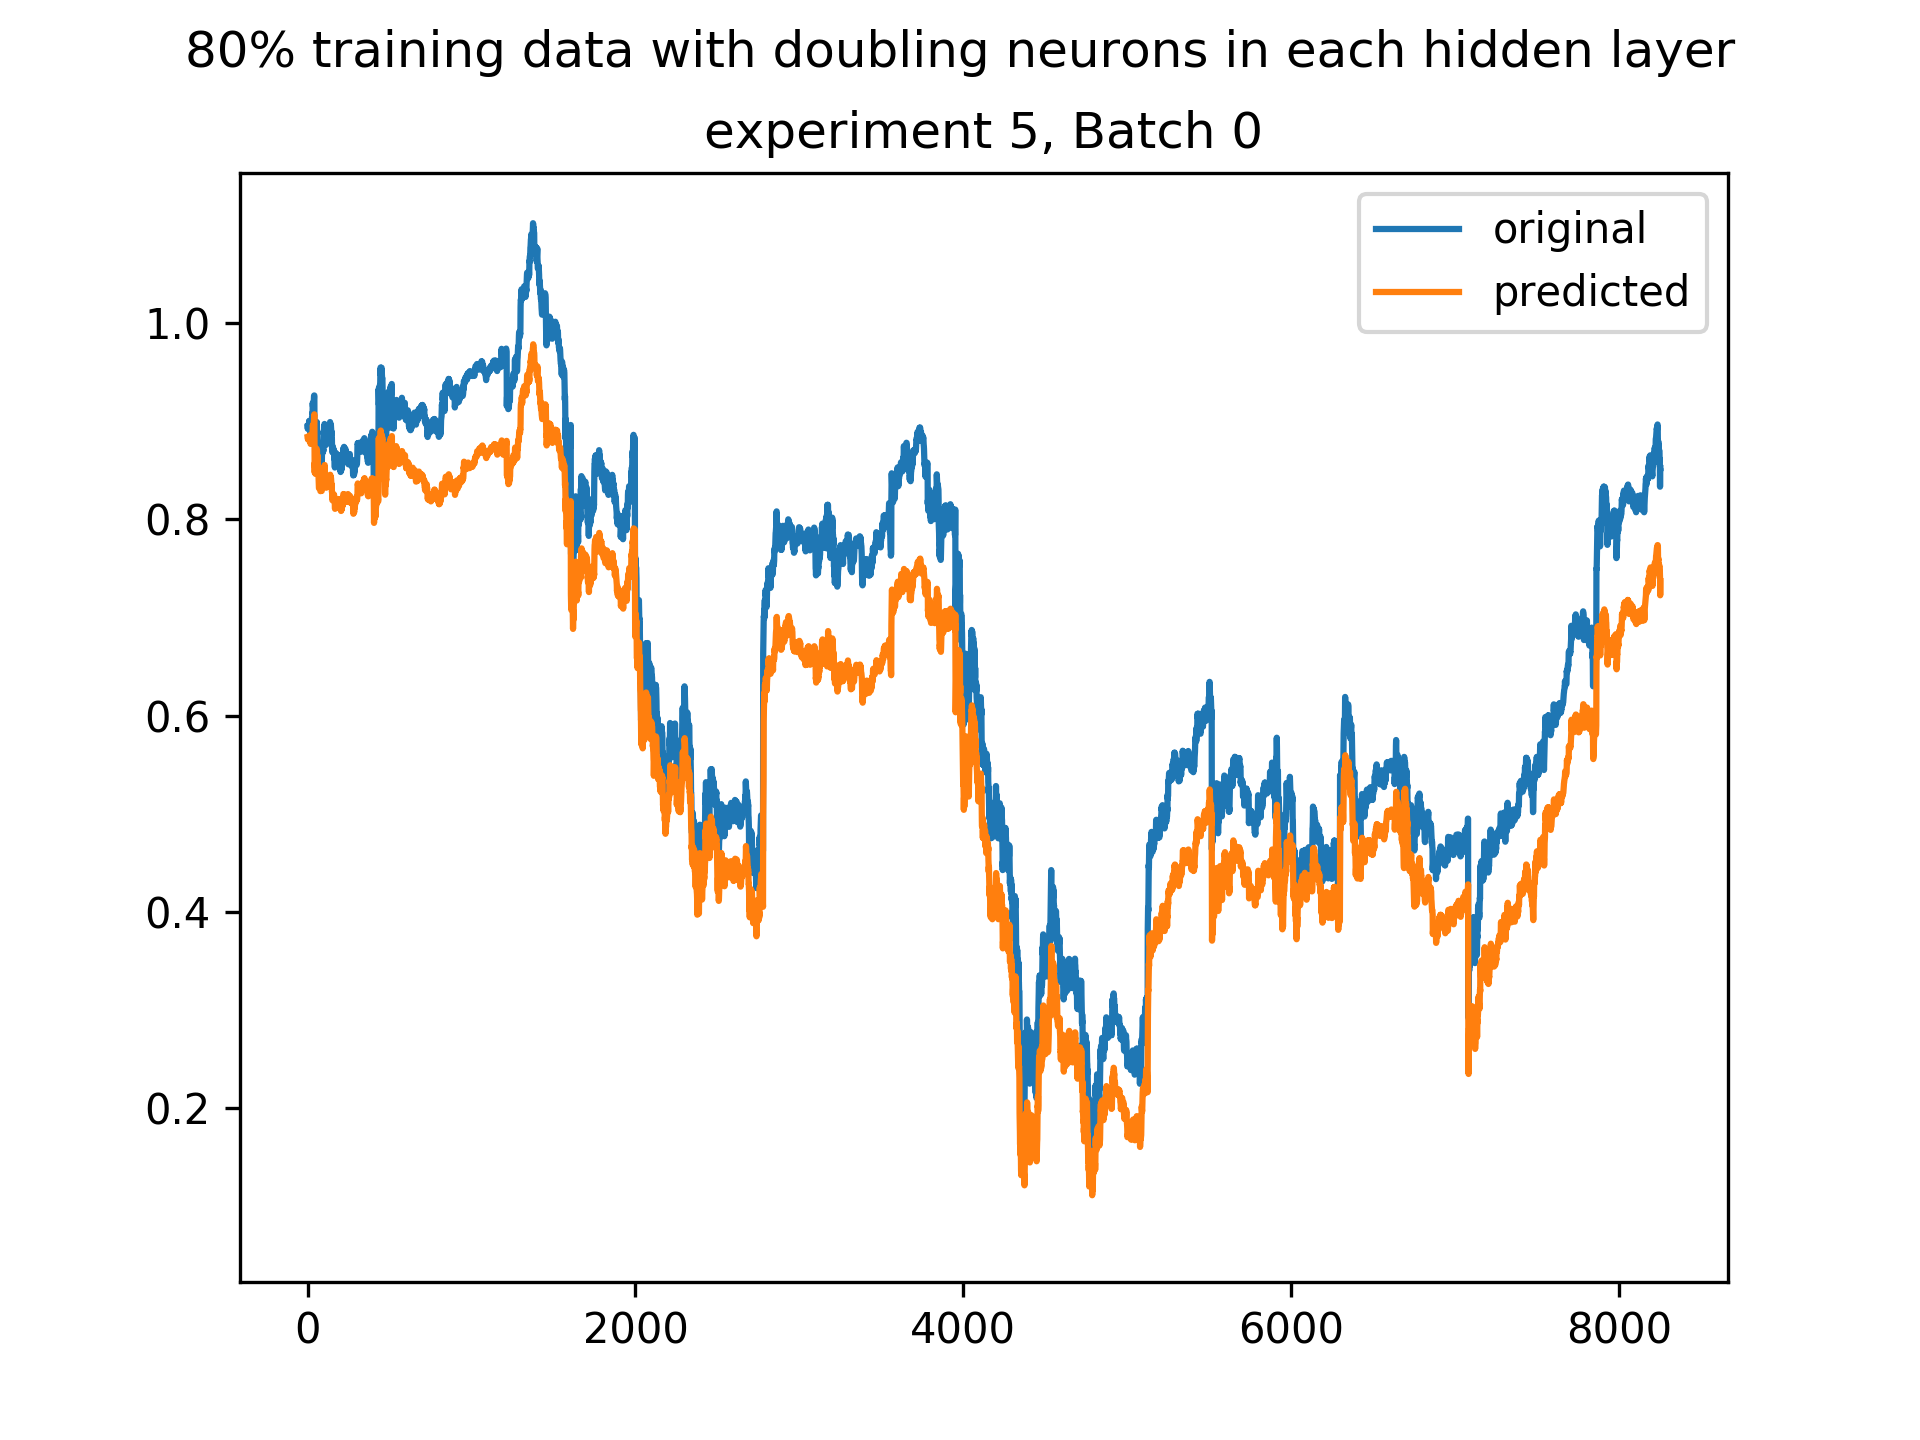 80% training data with doubling neurons in each hidden layer
experiment 5, Batch 0
original
predicted
1.0
0.8
0.6
0.4
0.2
0 2000 4000 6000 8000